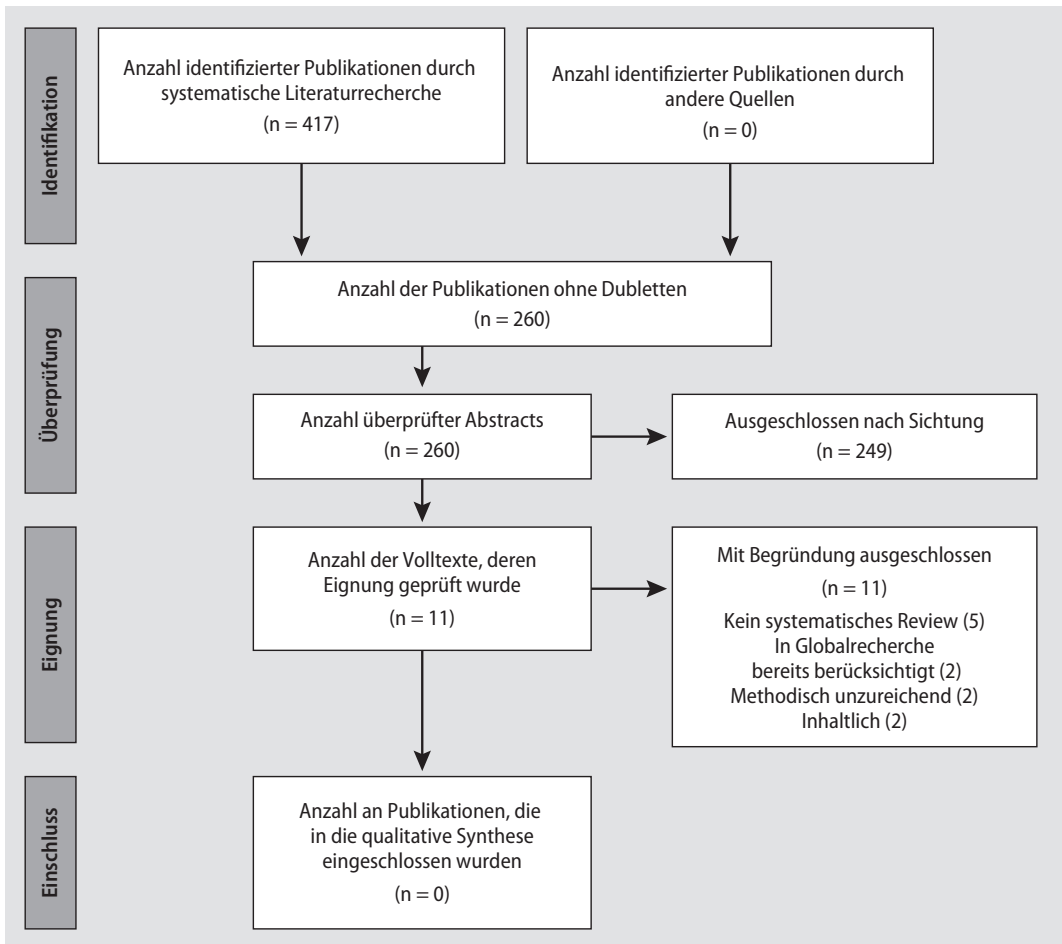 Identifikation
Anzahl identifizierter Publikationen durch
systematische Literaturrecherche
(n = 417)
Anzahl identifizierter Publikationen durch
andere Quellen
(n = 0)
Überprüfung
Anzahl der Publikationen ohne Dubletten
(n = 260)
Anzahl überprüfter Abstracts
(n = 260)
Ausgeschlossen nach Sichtung
(n = 249)
Eignung
Anzahl der Volltexte, deren
Eignung geprüft wurde
(n = 11)
Mit Begründung ausgeschlossen
(n = 11)
Kein systematisches Review (5)
In Globalrecherche
bereits berücksichtigt (2)
Methodisch unzureichend (2)
Inhaltlich (2)
Einschluss
Anzahl an Publikationen, die
in die qualitative Synthese
eingeschlossen wurden
(n = 0)